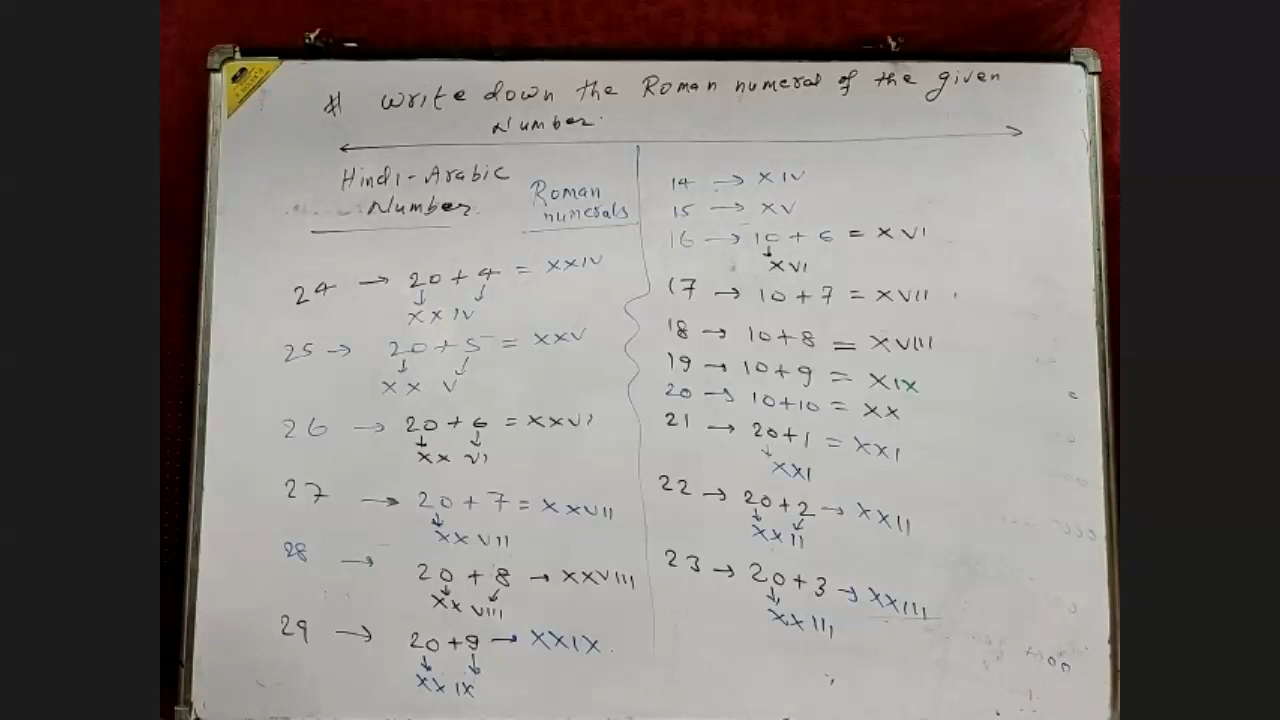 * Write down the Roman numeral of the given
Number.
Hindi-Arabic
Number.
Roman
numerals
24 → 20 + 4 = XXIV
XX IV
25 → 20 + 5 = XXV
XX V
26 → 20 + 6 = XXVI
XX VI
27 → 20 + 7 = XXVII
XX VII
28 → 20 + 8 → XXVIII
XX VIII
29 → 20 + 9 → XXIX.
XX IX
14 → XIV
15 → XV
16 → 10 + 6 = XVI
XVI
17 → 10 + 7 = XVII
18 → 10 + 8 = XVIII
19 → 10 + 9 = XIX
20 → 10 + 10 = XX
21 → 20 + 1 = XXI
XXI
22 → 20 + 2 → XXII
XX II
23 → 20 + 3 → XXIII
XX III